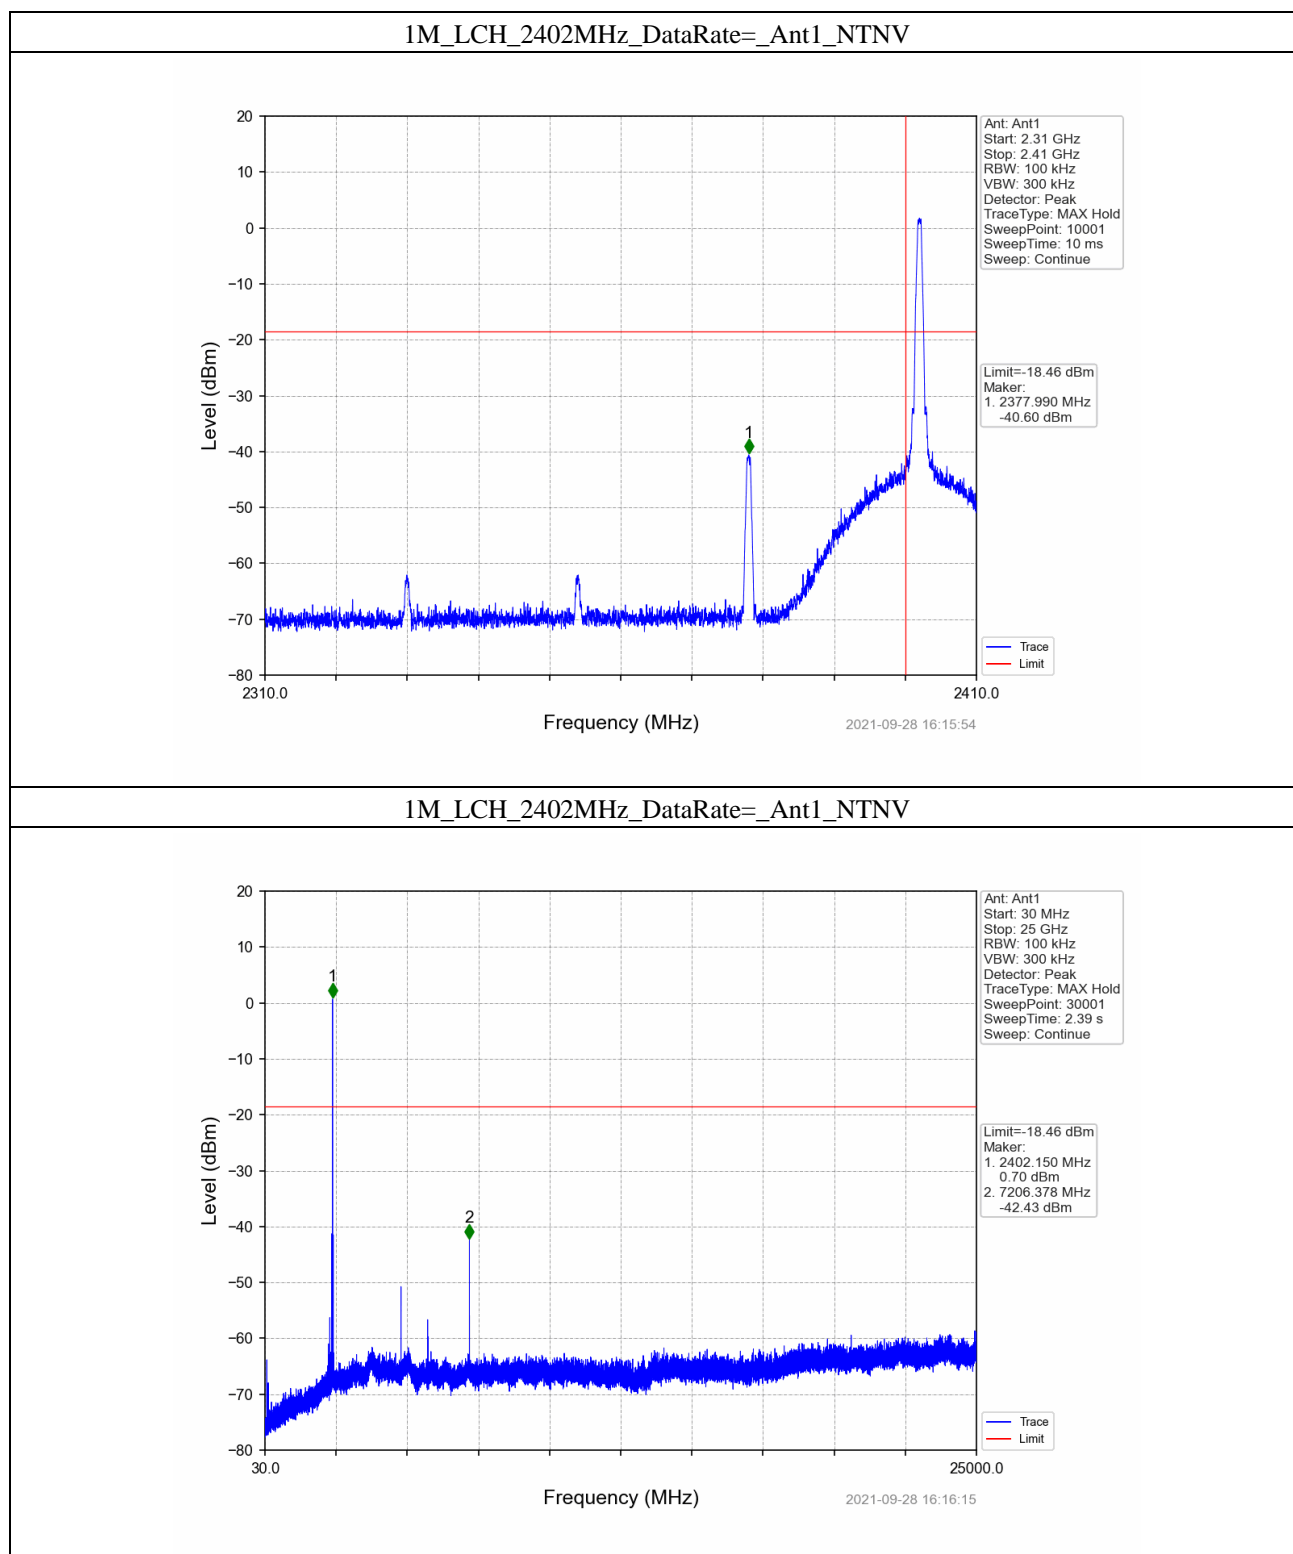 1M_LCH_2402MHz_DataRate=_Ant1_NTNV
20
10
0
−10
−20
−30
−40
−50
−60
−70
−80
Level (dBm)
1
2310.0
2410.0
Frequency (MHz)
2021-09-28 16:15:54
Ant: Ant1
Start: 2.31 GHz
Stop: 2.41 GHz
RBW: 100 kHz
VBW: 300 kHz
Detector: Peak
TraceType: MAX Hold
SweepPoint: 10001
SweepTime: 10 ms
Sweep: Continue
Limit=-18.46 dBm
Maker:
1. 2377.990 MHz
-40.60 dBm
Trace
Limit
1M_LCH_2402MHz_DataRate=_Ant1_NTNV
20
10
0
−10
−20
−30
−40
−50
−60
−70
−80
Level (dBm)
1
2
30.0
25000.0
Frequency (MHz)
2021-09-28 16:16:15
Ant: Ant1
Start: 30 MHz
Stop: 25 GHz
RBW: 100 kHz
VBW: 300 kHz
Detector: Peak
TraceType: MAX Hold
SweepPoint: 30001
SweepTime: 2.39 s
Sweep: Continue
Limit=-18.46 dBm
Maker:
1. 2402.150 MHz
0.70 dBm
2. 7206.378 MHz
-42.43 dBm
Trace
Limit